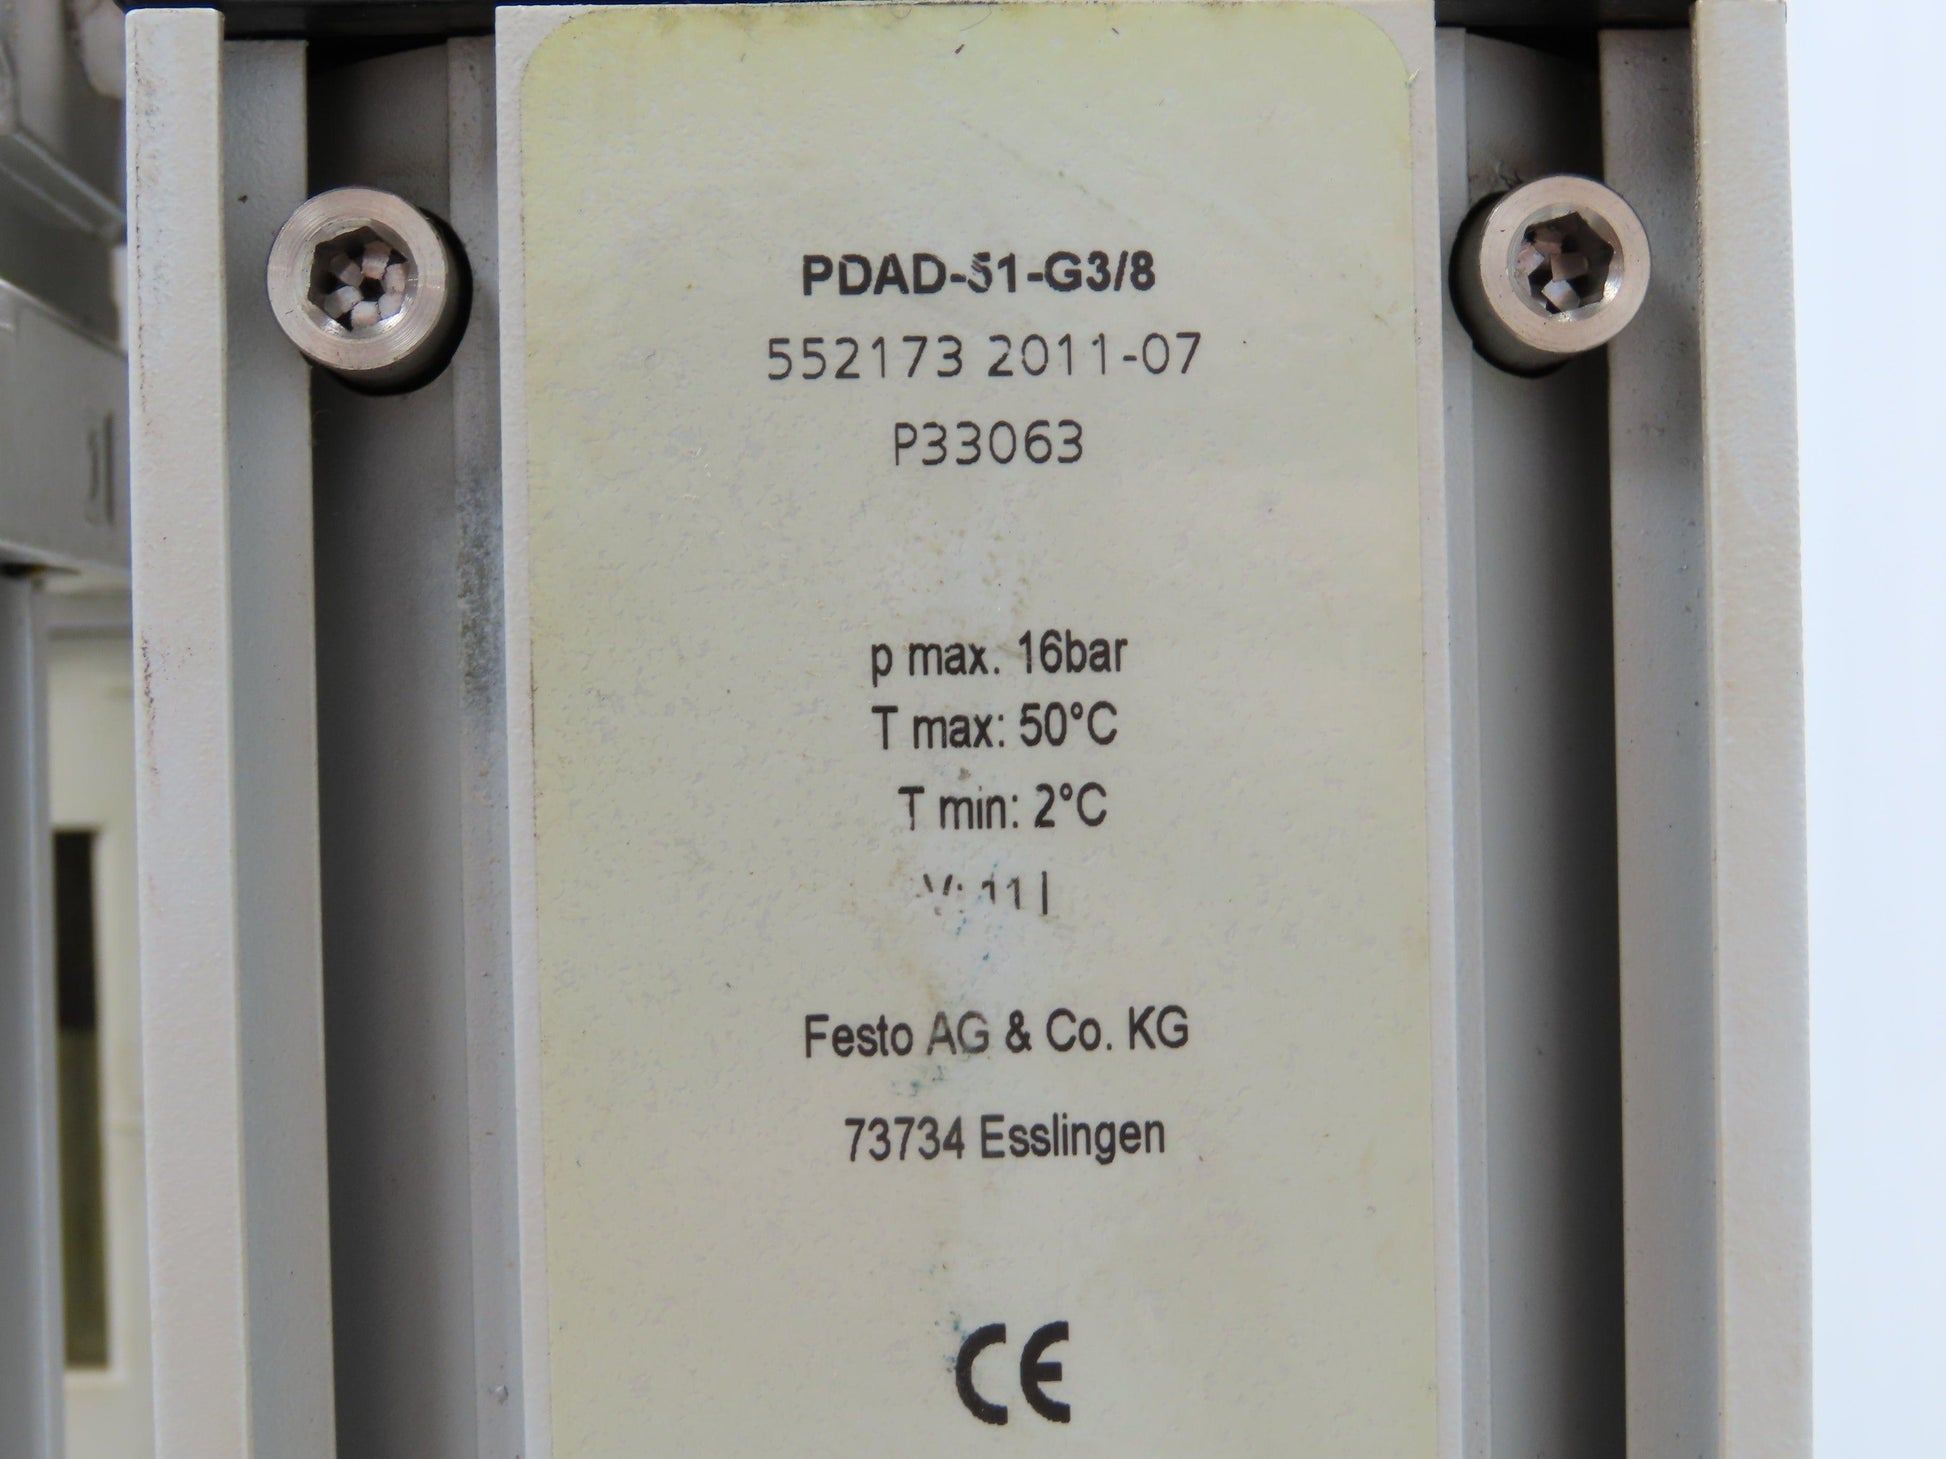 PDAD-51-G3/8
552173 2011-07
P33063
p max. 16bar
T max: 50°C
T min: 2°C
V: 11 l
Festo AG & Co. KG
73734 Esslingen
CE